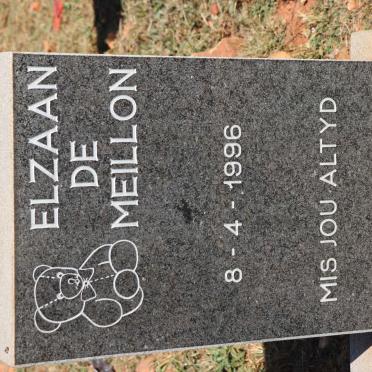 ELZAAN
DE
MEILLON
8 - 4 - 1996
MIS JOU ALTYD